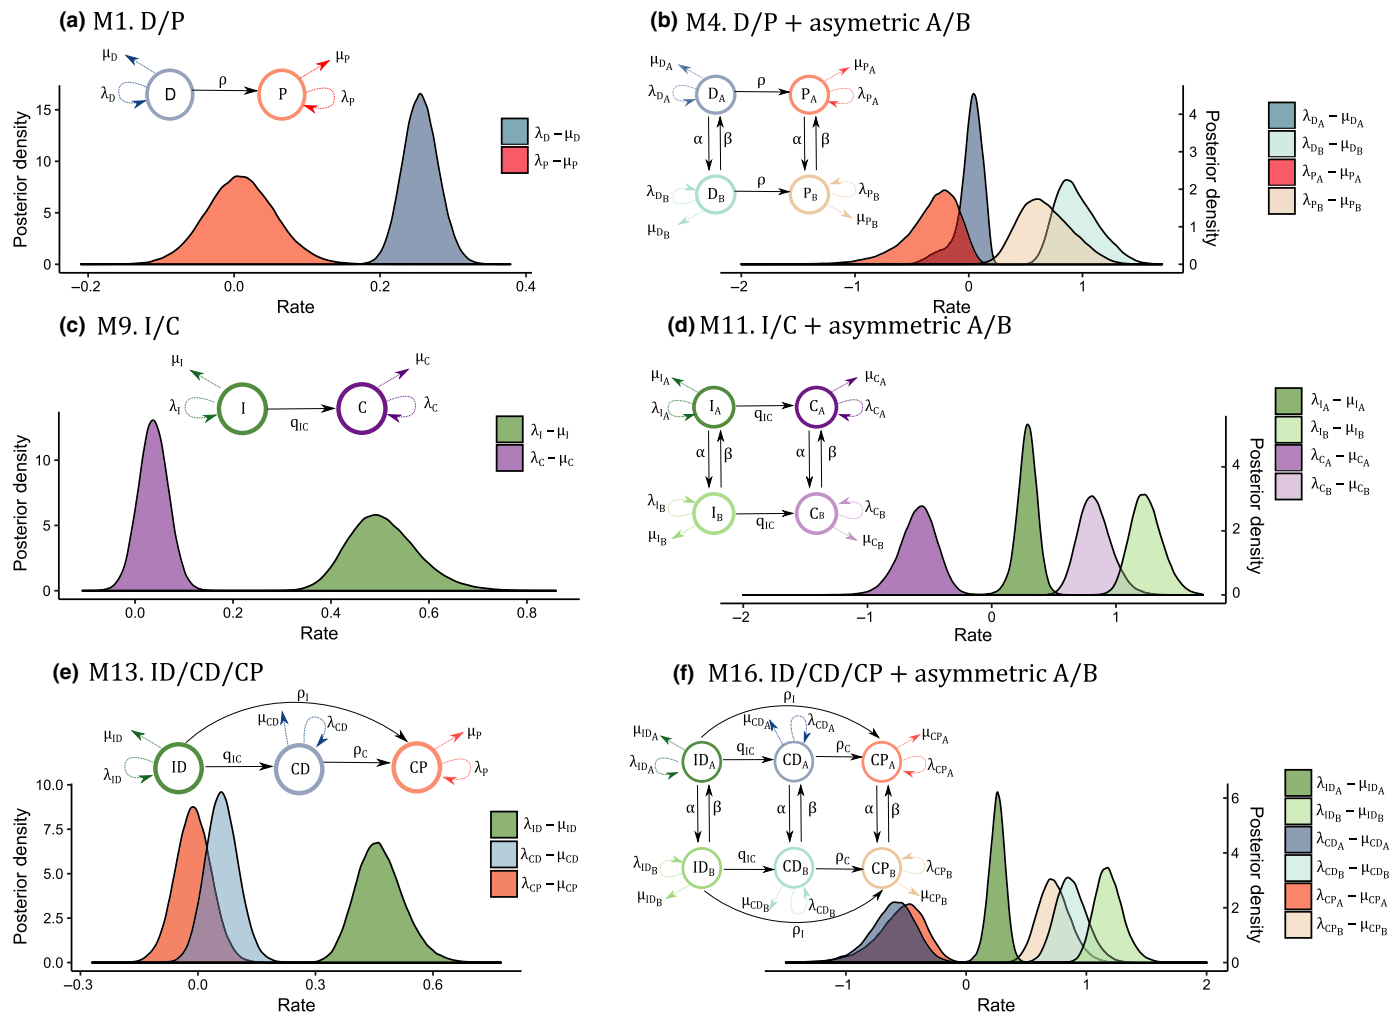 (a) M1. D/P
μD
λD
D
ρ
P
μP
λP
15
10
5
0
Posterior density
−0.2
0.0
0.2
0.4
Rate
λD − μD
λP − μP
(b) M4. D/P + asymetric A/B
μDA
λDA
DA
ρ
PA
μPA
λPA
α
β
α
β
λDB
DB
ρ
PB
λPB
μDB
μPB
4
3
2
1
0
Posterior density
−2
−1
0
1
Rate
λDA − μDA
λDB − μDB
λPA − μPA
λPB − μPB
(c) M9. I/C
μI
λI
I
qIC
C
μC
λC
10
5
0
Posterior density
0.0
0.2
0.4
0.6
0.8
Rate
λI − μI
λC − μC
(d) M11. I/C + asymmetric A/B
μIA
λIA
IA
qIC
CA
μCA
λCA
α
β
α
β
λIB
IB
qIC
CB
λCB
μIB
μCB
4
2
0
Posterior density
−2
−1
0
1
Rate
λIA − μIA
λIB − μIB
λCA − μCA
λCB − μCB
(e) M13. ID/CD/CP
ρI
μID
λID
ID
qIC
μCD
λCD
CD
ρC
CP
μP
λP
10.0
7.5
5.0
2.5
0.0
Posterior density
−0.3
0.0
0.3
0.6
Rate
λID − μID
λCD − μCD
λCP − μCP
(f) M16. ID/CD/CP + asymmetric A/B
ρI
μIDA
λIDA
IDA
qIC
μCDA
λCDA
CDA
ρC
CPA
μCPA
λCPA
α
β
α
β
α
β
λIDB
IDB
qIC
CDB
ρC
CPB
λCPB
μIDB
μCDB
λCDB
μCPB
ρI
6
4
2
0
Posterior density
−1
0
1
2
Rate
λIDA − μIDA
λIDB − μIDB
λCDA − μCDA
λCDB − μCDB
λCPA − μCPA
λCPB − μCPB